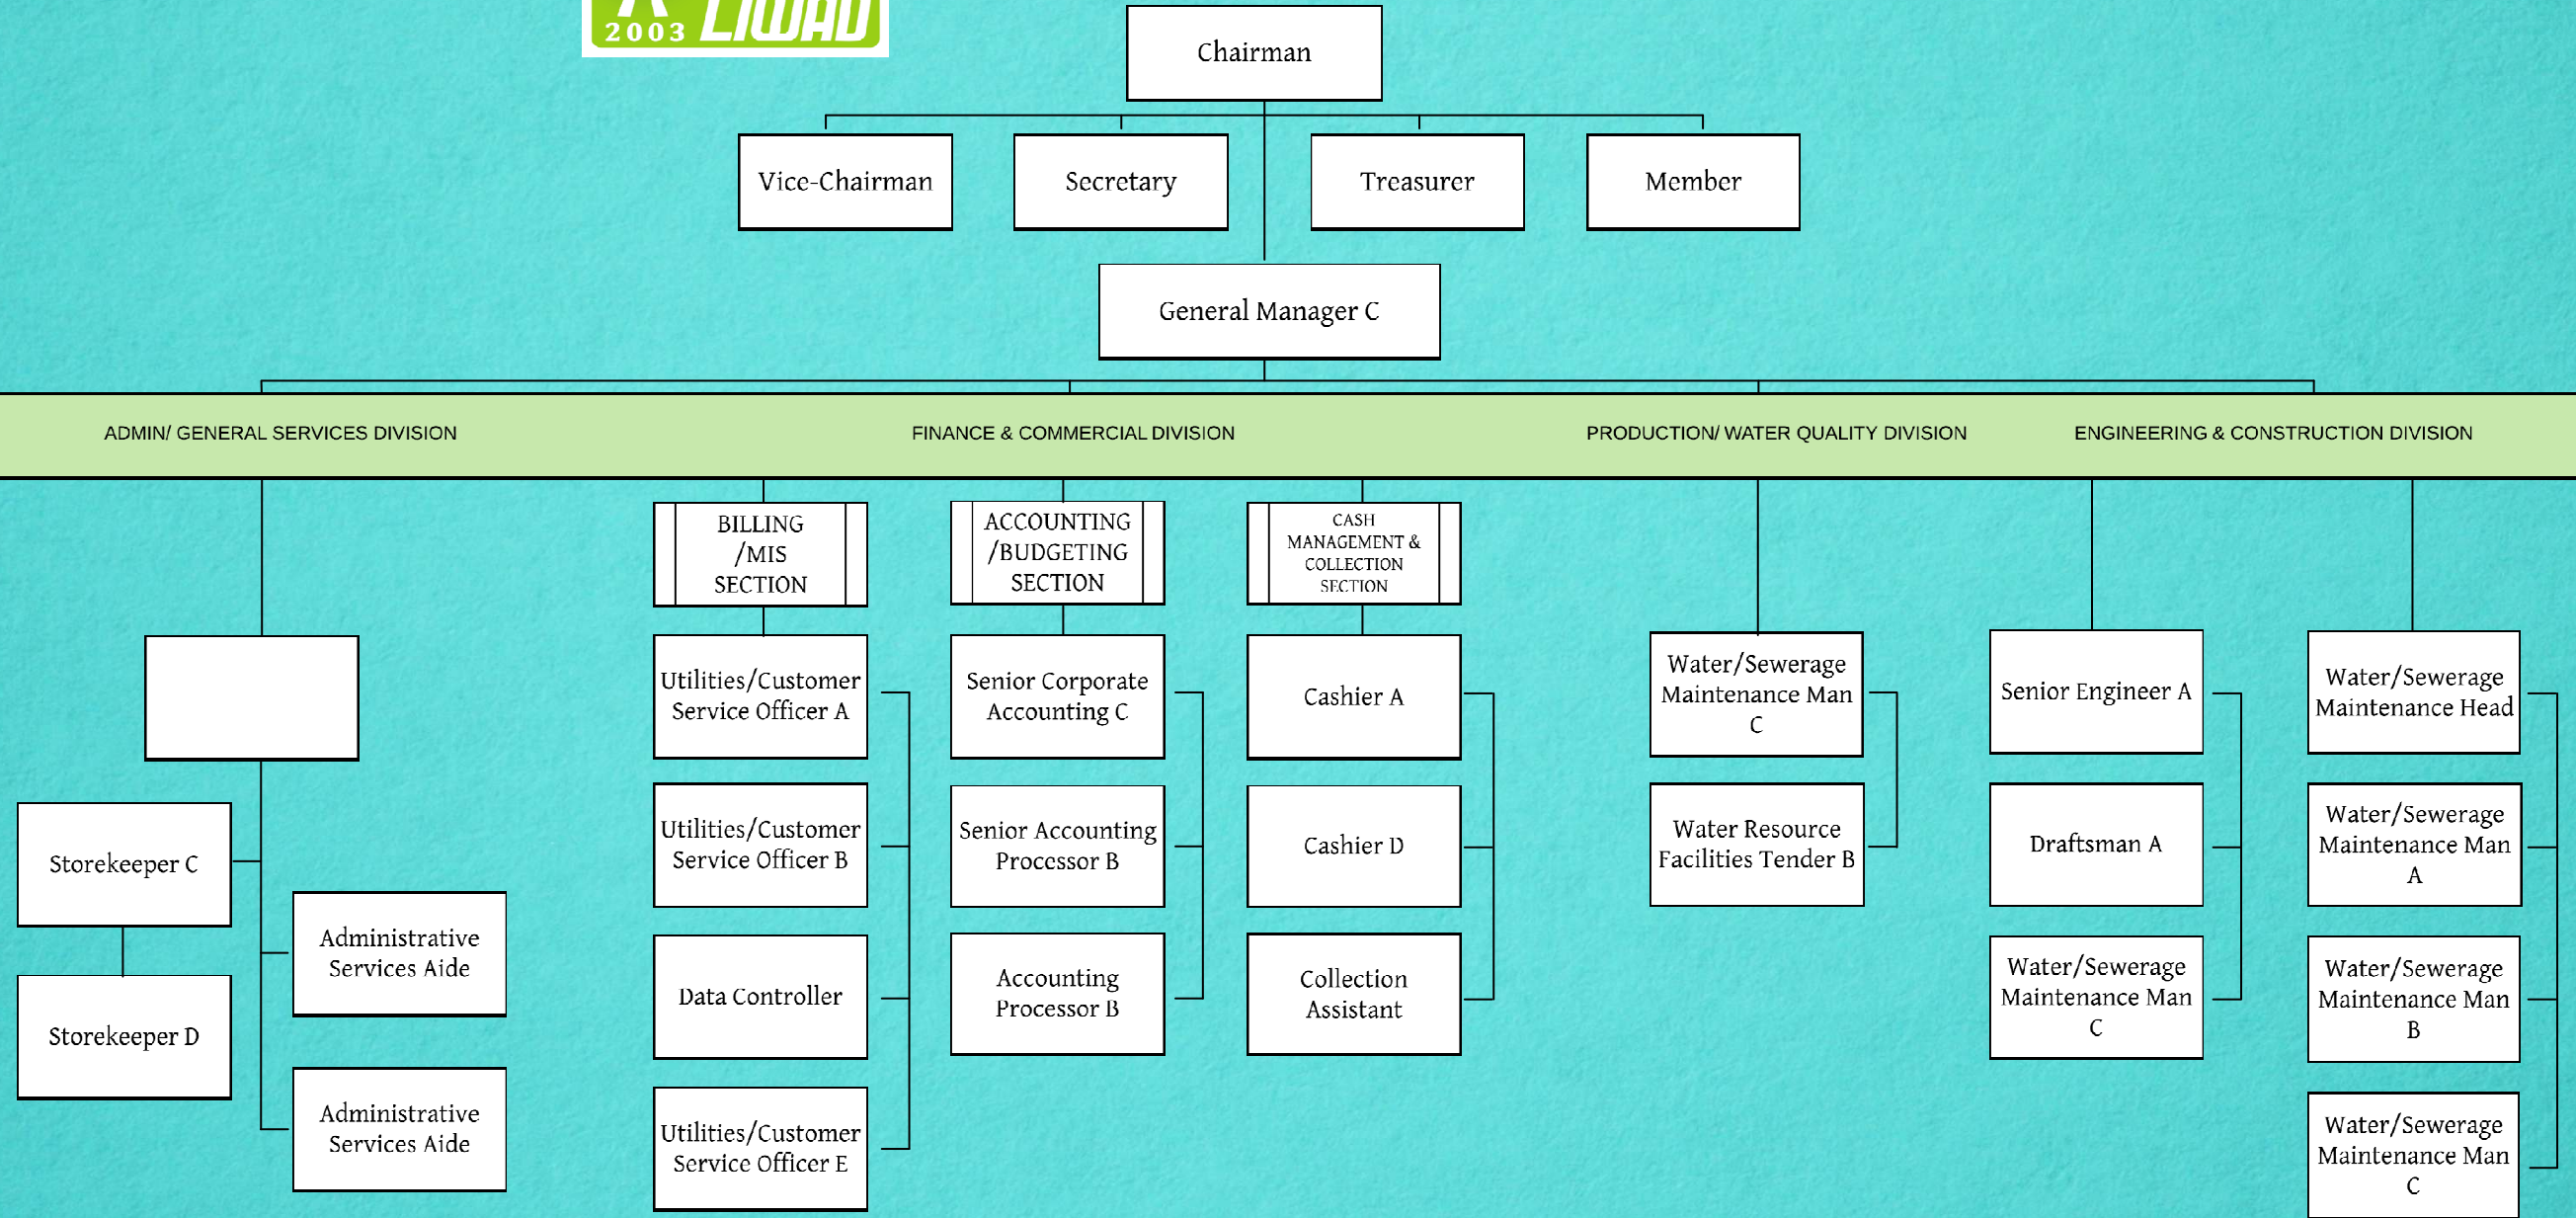 2003 LIWAD
Chairman
Vice-Chairman
Secretary
Treasurer
Member
General Manager C
ADMIN/ GENERAL SERVICES DIVISION
FINANCE & COMMERCIAL DIVISION
PRODUCTION/ WATER QUALITY DIVISION
ENGINEERING & CONSTRUCTION DIVISION
Storekeeper C
Storekeeper D
Administrative
Services Aide
Administrative
Services Aide
BILLING
/MIS
SECTION
Utilities/Customer
Service Officer A
Utilities/Customer
Service Officer B
Data Controller
Utilities/Customer
Service Officer E
ACCOUNTING
/BUDGETING
SECTION
Senior Corporate
Accounting C
Senior Accounting
Processor B
Accounting
Processor B
CASH
MANAGEMENT &
COLLECTION
SECTION
Cashier A
Cashier D
Collection
Assistant
Water/Sewerage
Maintenance Man
C
Water Resource
Facilities Tender B
Senior Engineer A
Draftsman A
Water/Sewerage
Maintenance Man
C
Water/Sewerage
Maintenance Head
Water/Sewerage
Maintenance Man
A
Water/Sewerage
Maintenance Man
B
Water/Sewerage
Maintenance Man
C